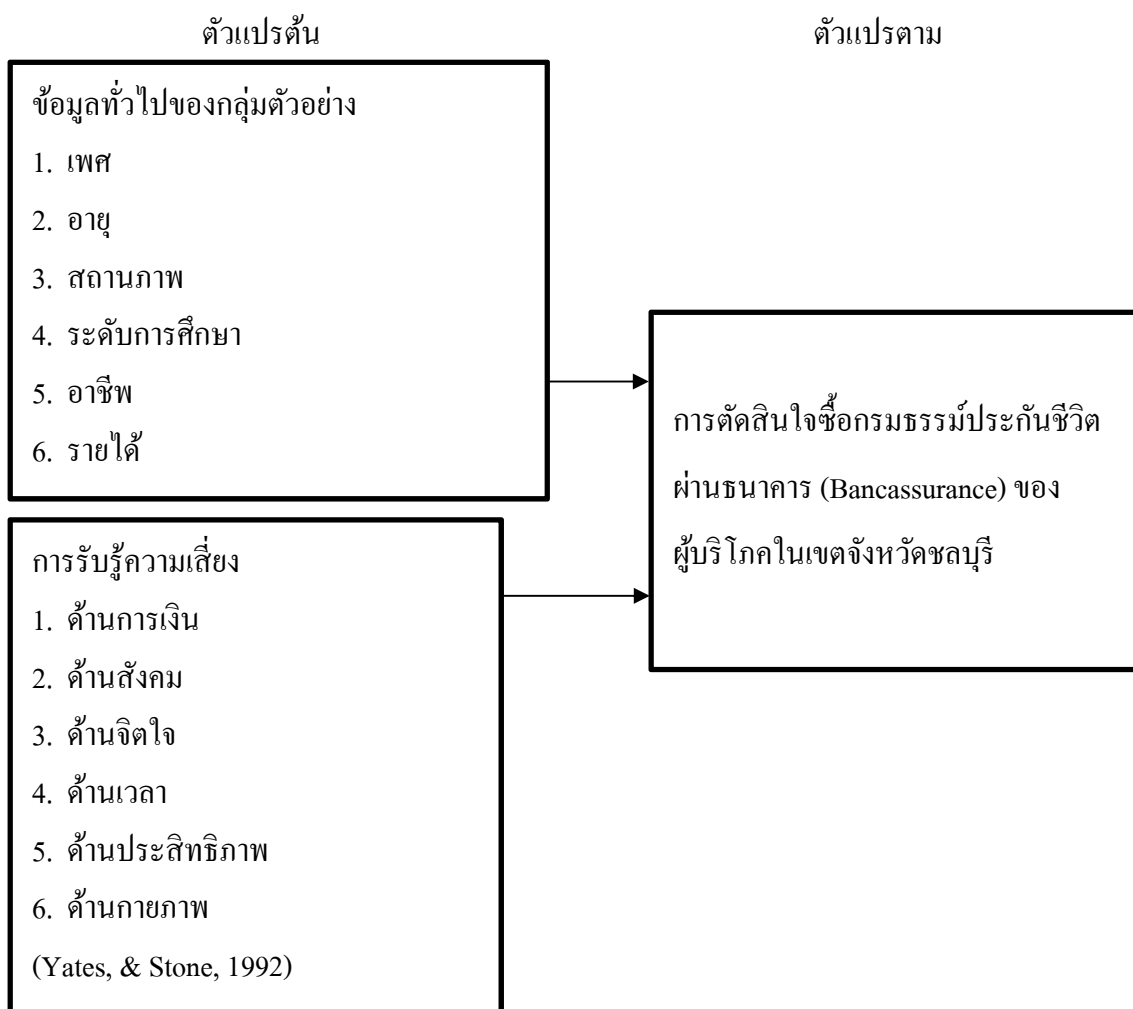 ตัวแปรต้น
ตัวแปรตาม
ข้อมูลทั่วไปของกลุ่มตัวอย่าง
1. เพศ
2. อายุ
3. สถานภาพ
4. ระดับการศึกษา
5. อาชีพ
6. รายได้
การรับรู้ความเสี่ยง
1. ด้านการเงิน
2. ด้านสังคม
3. ด้านจิตใจ
4. ด้านเวลา
5. ด้านประสิทธิภาพ
6. ด้านกายภาพ
(Yates, & Stone, 1992)
การตัดสินใจซื้อกรมธรรม์ประกันชีวิต
ผ่านธนาคาร (Bancassurance) ของ
ผู้บริโภคในเขตจังหวัดชลบุรี